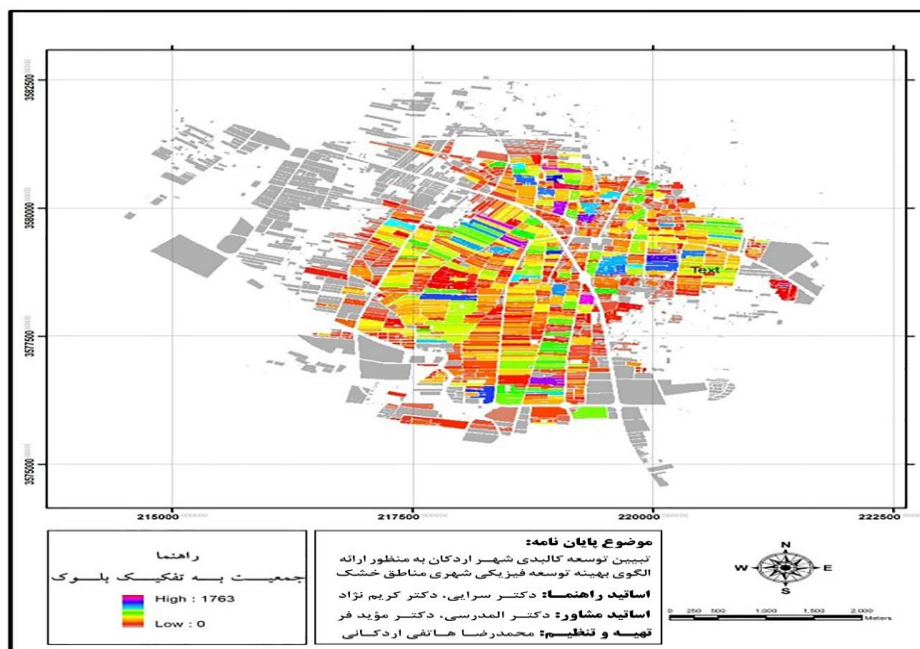 3582500
3580000
3577500
3575000
Text
215000
217500
220000
222500
راهنما
جمعیت به تفکیک بلوک
High : 1763
Low : 0
موضوع پایان نامه:
تبیین توسعه کالبدی شهر اردکان به منظور ارائه
الگوی بهینه توسعه فیزیکی شهری مناطق خشک
اساتید راهنما: دکتر سرایی، دکتر کریم نژاد
اساتید مشاور: دکتر المدرسی، دکتر مؤید فر
تهیه و تنظیم: محمدرضا هاتفی اردکانی
N
W E
S
0 250 500 1,000 1,500 2,000
Meters